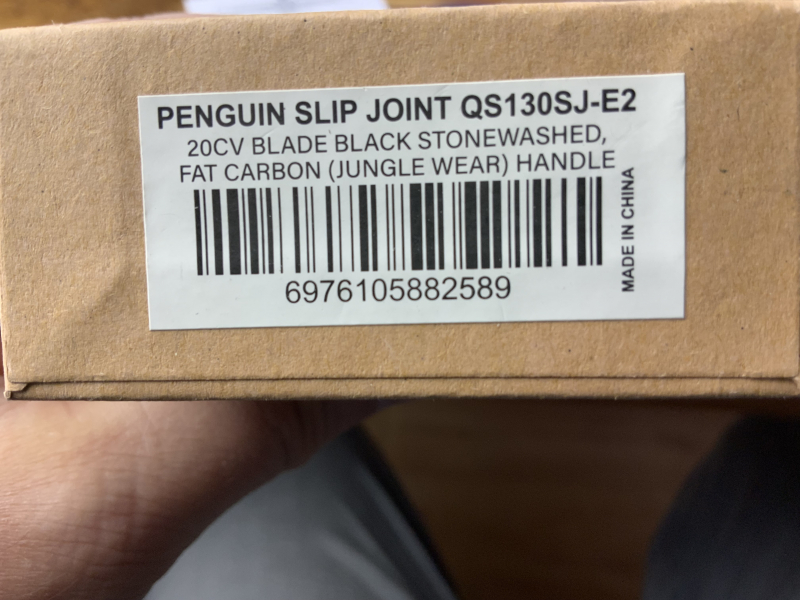 PENGUIN SLIP JOINT QS130SJ-E2
20CV BLADE BLACK STONEWASHED,
FAT CARBON (JUNGLE WEAR) HANDLE
6976105882589
MADE IN CHINA